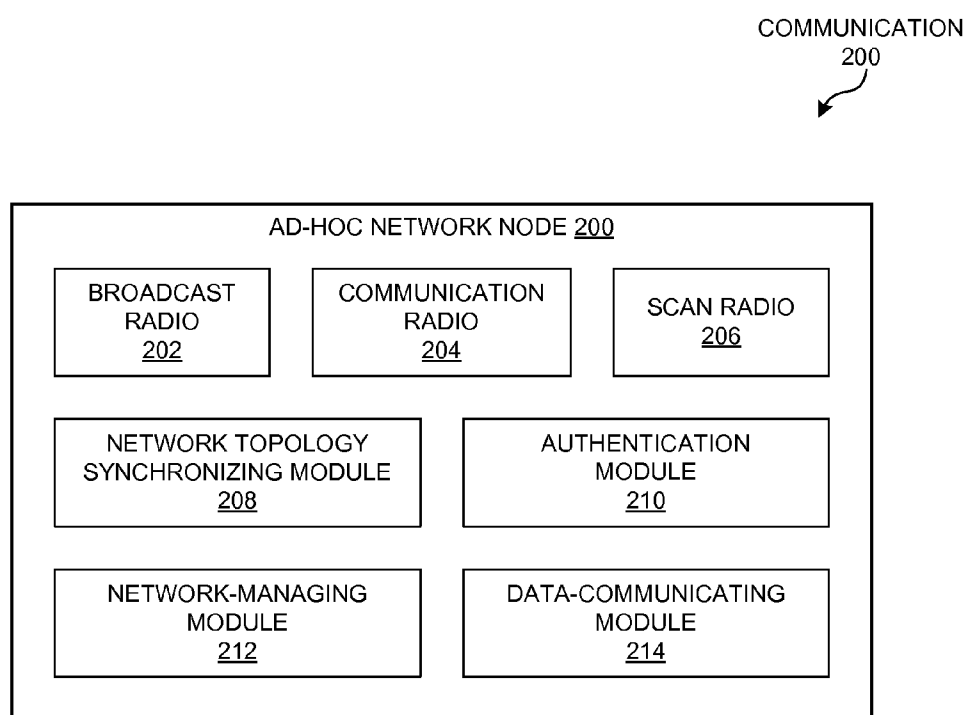 COMMUNICATION
200
AD-HOC NETWORK NODE 200
BROADCAST
RADIO
202
COMMUNICATION
RADIO
204
SCAN RADIO
206
NETWORK TOPOLOGY
SYNCHRONIZING MODULE
208
AUTHENTICATION
MODULE
210
NETWORK-MANAGING
MODULE
212
DATA-COMMUNICATING
MODULE
214